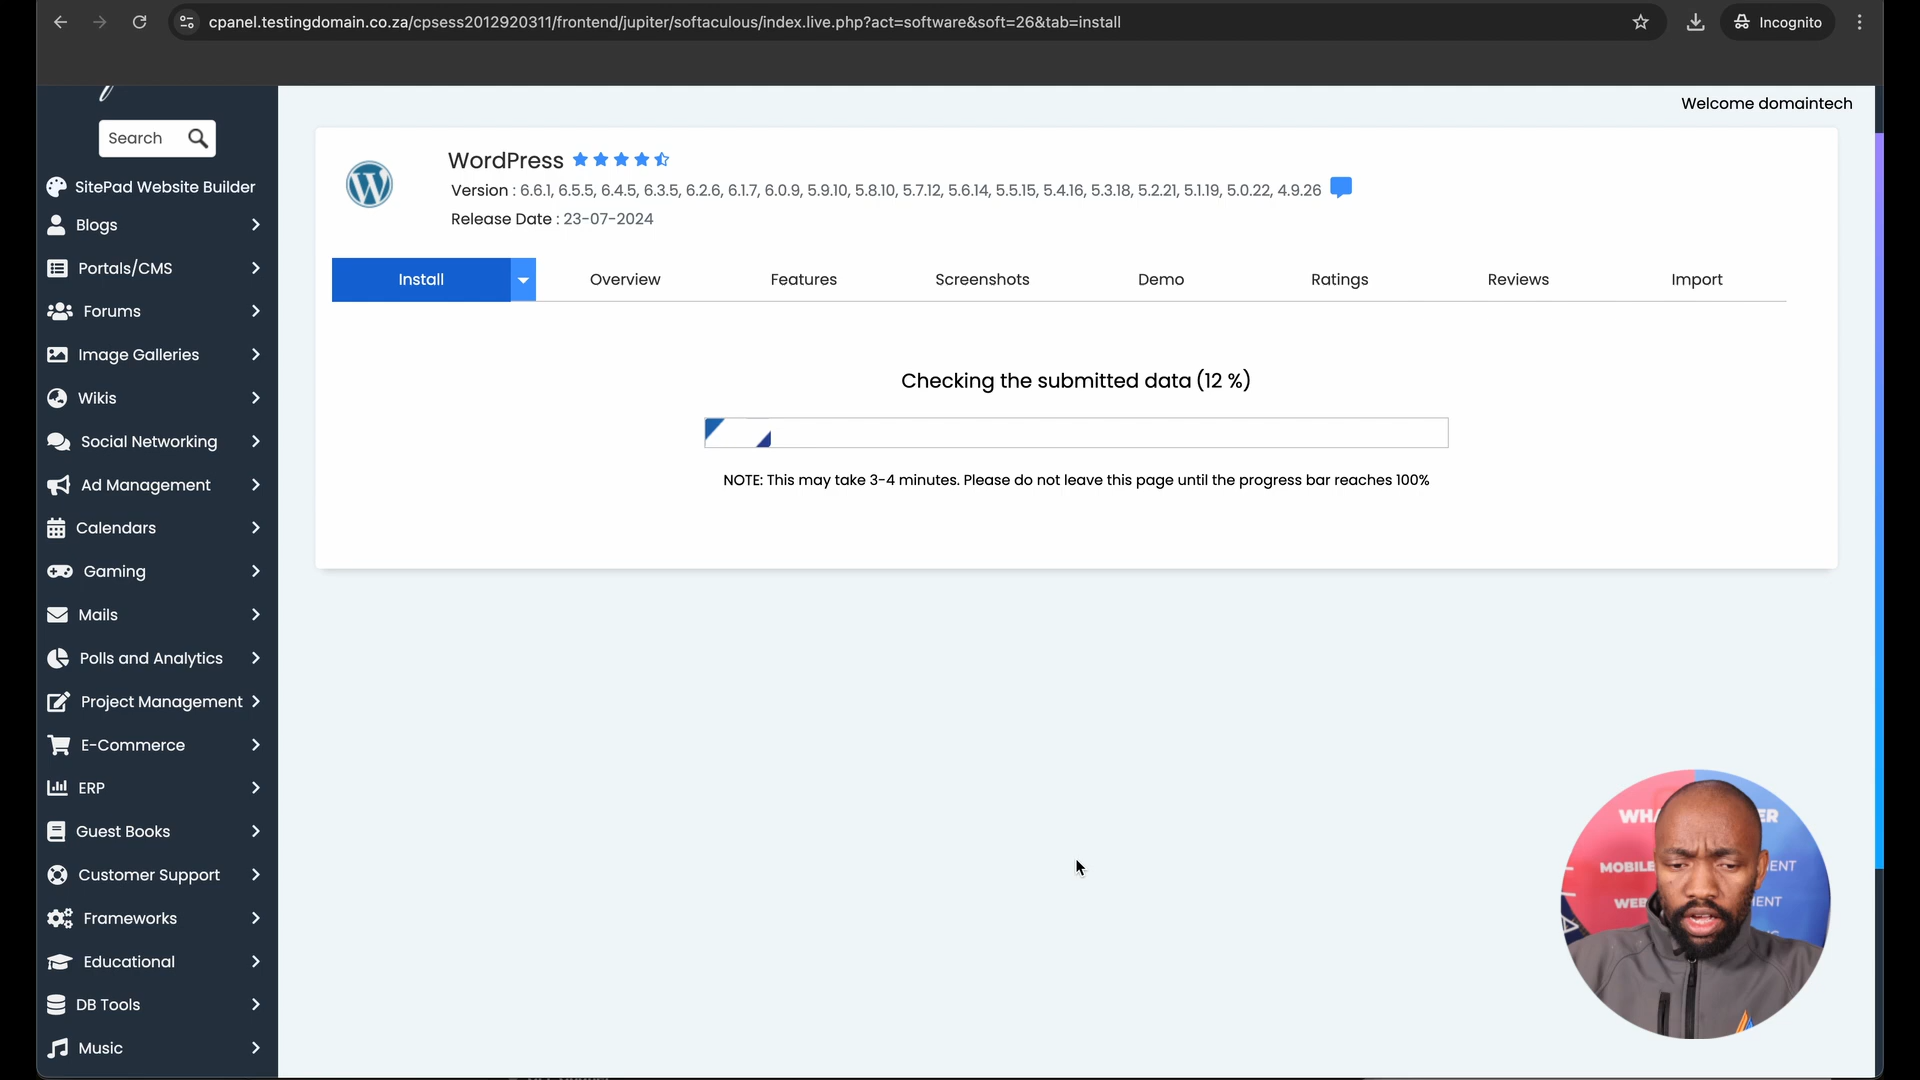 cpanel.testingdomain.co.za/cpsess2012920311/frontend/jupiter/softaculous/index.live.php?act=software&soft=26&tab=install
Incognito
Welcome domaintech
Search
SitePad Website Builder
Blogs
Portals/CMS
Forums
Image Galleries
Wikis
Social Networking
Ad Management
Calendars
Gaming
Mails
Polls and Analytics
Project Management
E-Commerce
ERP
Guest Books
Customer Support
Frameworks
Educational
DB Tools
Music
WordPress
Version : 6.6.1, 6.5.5, 6.4.5, 6.3.5, 6.2.6, 6.1.7, 6.0.9, 5.9.10, 5.8.10, 5.7.12, 5.6.14, 5.5.15, 5.4.16, 5.3.18, 5.2.21, 5.1.19, 5.0.22, 4.9.26
Release Date : 23-07-2024
Install Overview Features Screenshots Demo Ratings Reviews Import
Checking the submitted data (12 %)
NOTE: This may take 3-4 minutes. Please do not leave this page until the progress bar reaches 100%
MOBILE